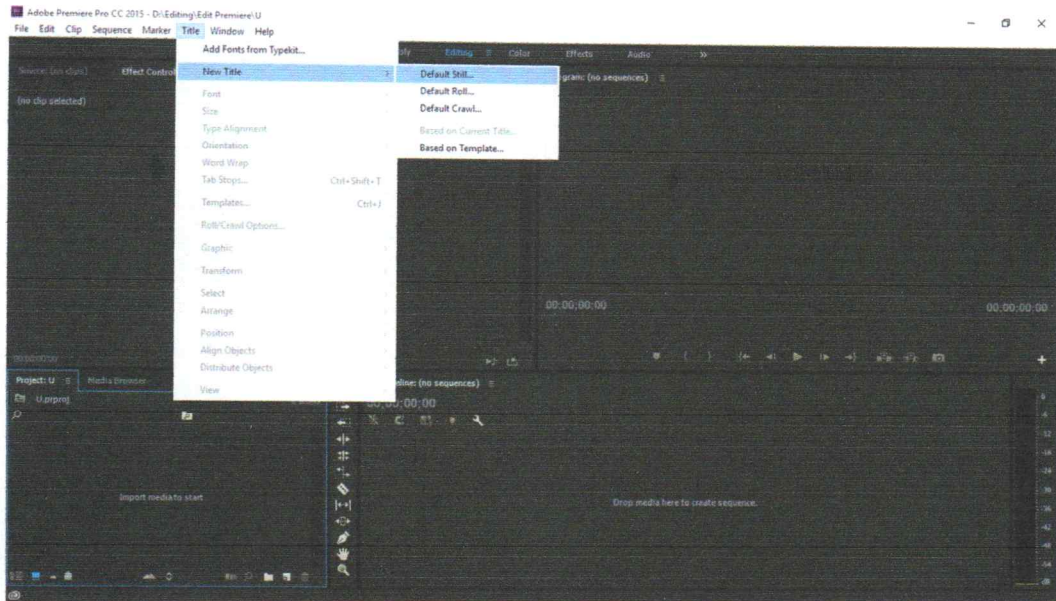 Adobe Premiere Pro CC 2015 - D:\Editing\Edit Premiere\U
File Edit Clip Sequence Marker Title Window Help
Add Fonts from Typekit...
Editing Color Effects Audio
Effect Control
New Title
Default Still...
gram: (no sequences)
(no clip selected)
Font
Default Roll...
Size
Default Crawl...
Type Alignment
Based on Current Title...
Orientation
Based on Template...
Word Wrap
Tab Stops... Ctrl+Shift+T
Templates... Ctrl+J
Roll/Crawl Options...
Graphic
Transform
Select
Arrange
00;00;00;00 00;00;00;00
Position
Align Objects
Distribute Objects
Project: U Media Browser
eline: (no sequences)
View
U.prproj
00;00;00;00
Import media to start
Drop media here to create sequence.